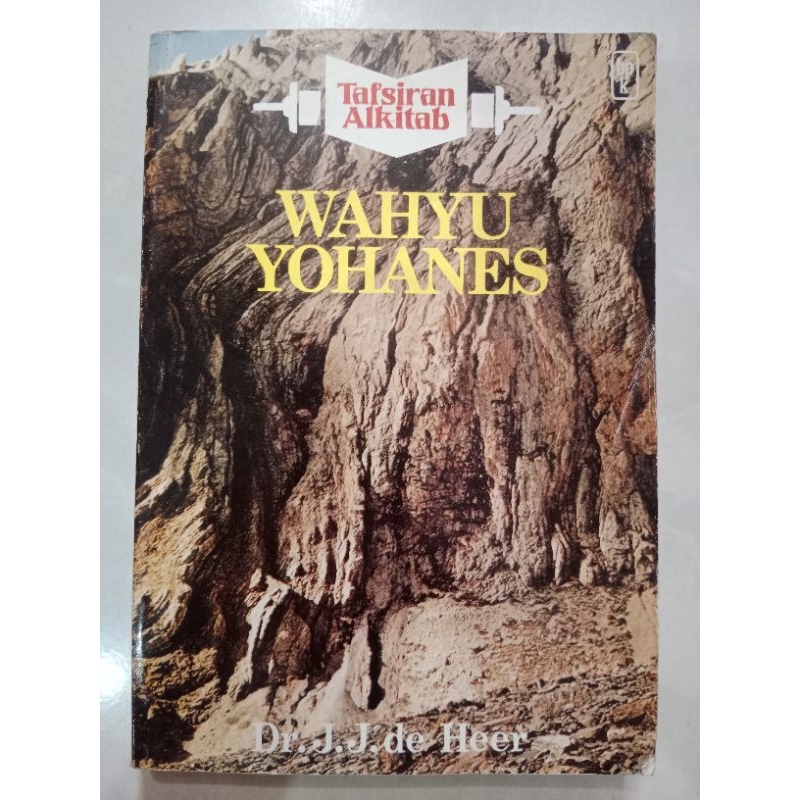 Tafsiran
Alkitab
WAHYU
YOHANES
Dr. J.J. de Heer